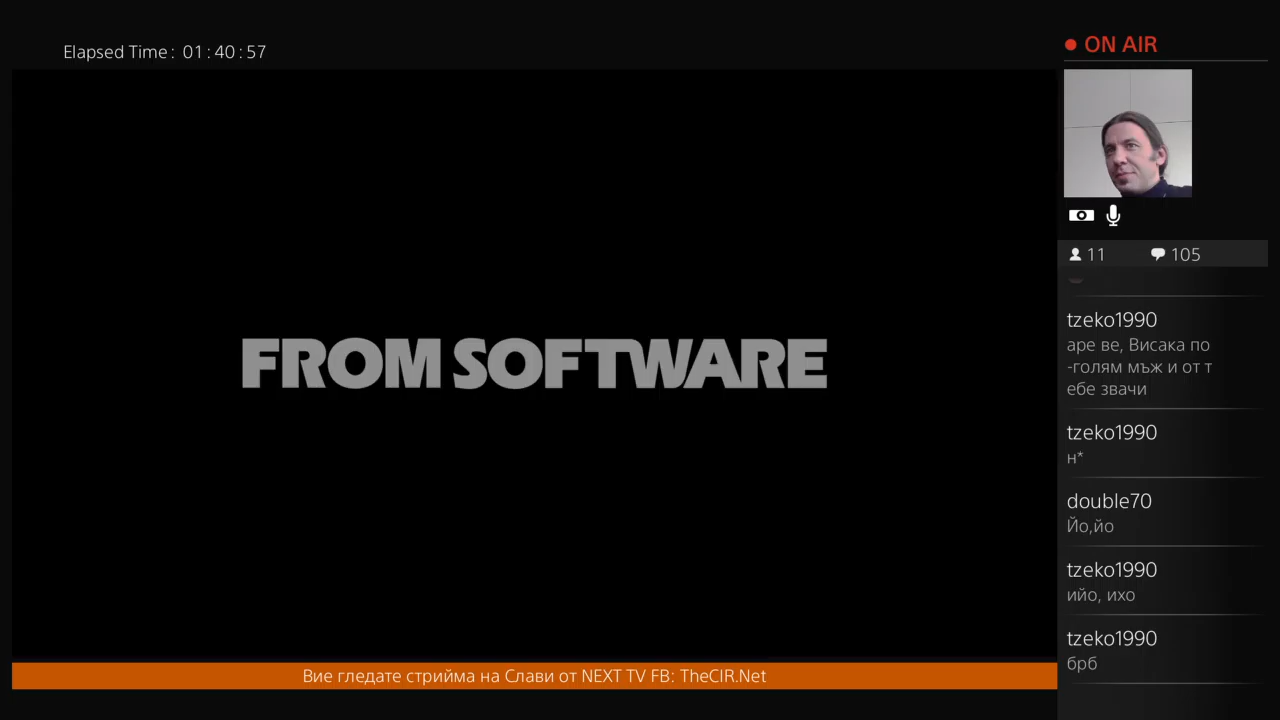 Elapsed Time: 01:40:57
ON AIR
11
105
FROM SOFTWARE
tzeko1990
аре ве, Висака по
-голям мъж и от т
ебе звачи
tzeko1990
н*
double70
Йо,йо
tzeko1990
ийо, ихо
tzeko1990
брб
Вие гледате стрийма на Слави от NEXT TV FB: TheCIR.Net